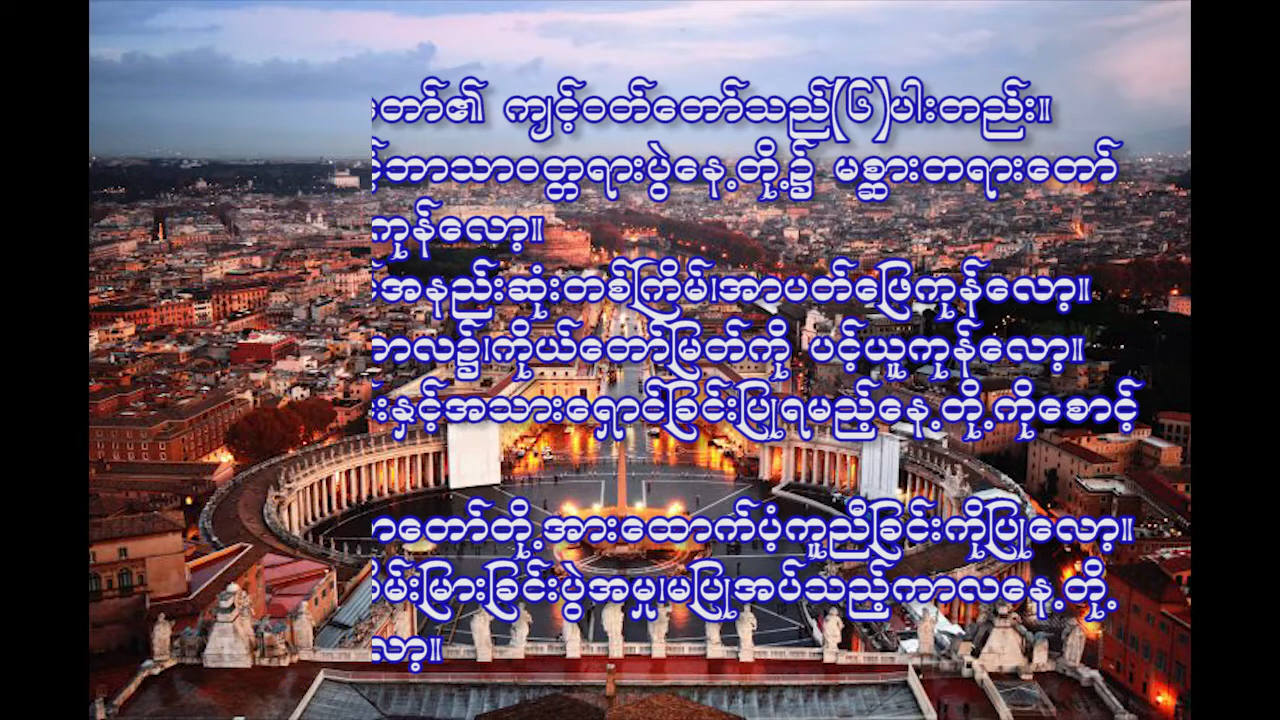 တော်၏ ကျင့်ဝတ်တော်သည်(၆)ပါးတည်း။
ဘာသာဝတ္တရားပွဲနေ့တို့၌ မစ္ဆားတရားတော်
ကုန်လော့။
အနည်းဆုံးတစ်ကြိမ်၊အာပတ်ဖြေကုန်လော့။
ကာလ၌၊ကိုယ်တော်မြတ်ကို ပင့်ယူကုန်လော့။
နှင့်အသားရှောင်ခြင်းပြုရမည့်နေ့တို့ကိုစောင့်
တော်တို့အားထောက်ပံ့ကူညီခြင်းကိုပြုလော့။
သိမ်းမြားခြင်းပွဲအမှု၊မပြုအပ်သည့်ကာလနေ့တို့
လော့။